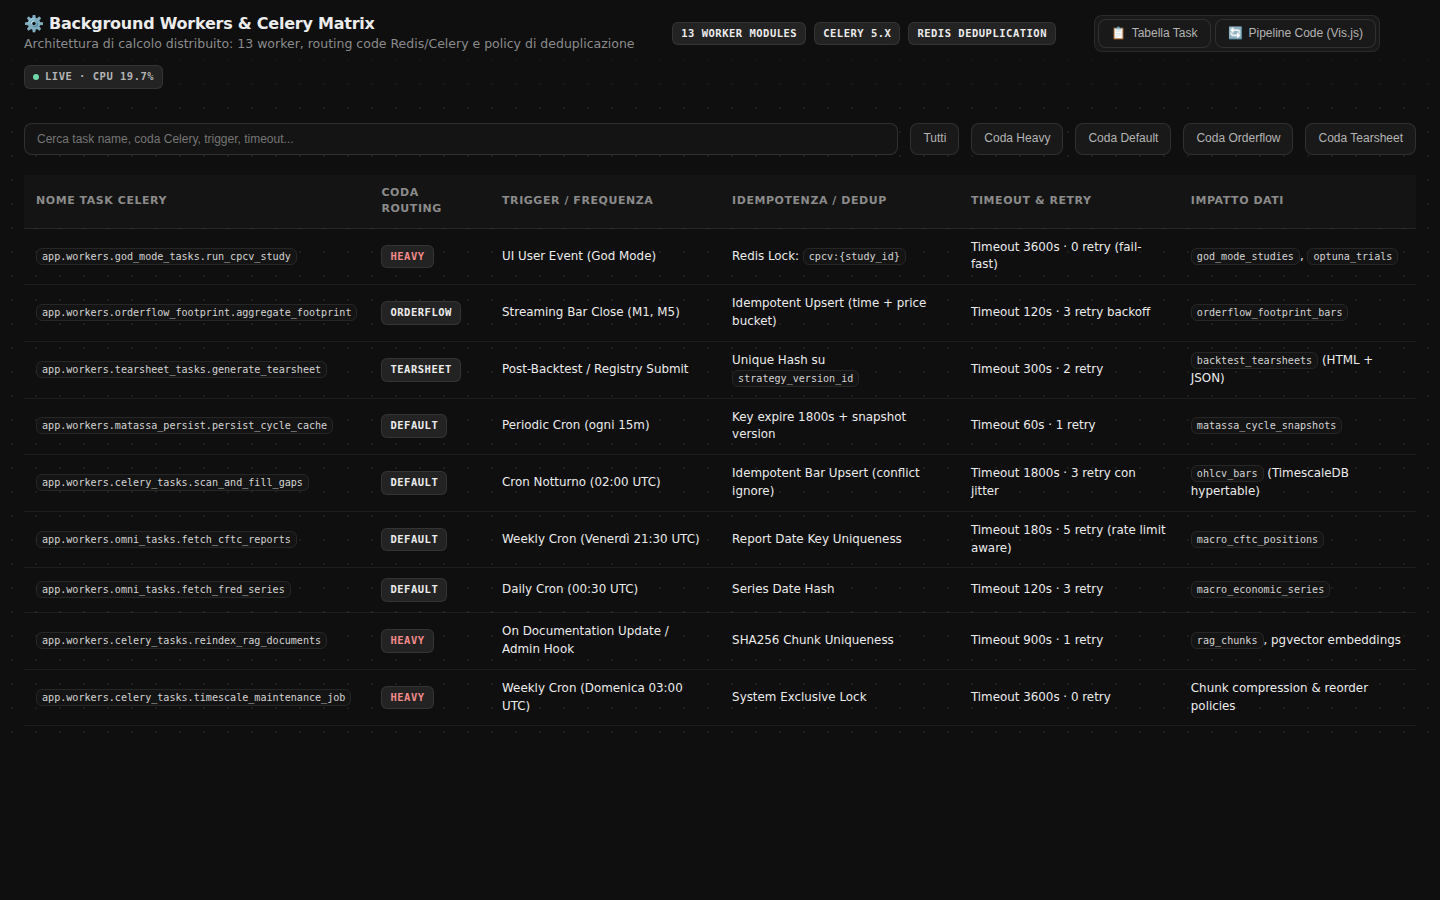 ⚙️ Background Workers & Celery Matrix
Architettura di calcolo distribuito: 13 worker, routing code Redis/Celery e policy di deduplicazione
13 WORKER MODULES
CELERY 5.X
REDIS DEDUPLICATION
📋 Tabella Task
🔄 Pipeline Code (Vis.js)
LIVE · CPU 19.7%
Cerca task name, coda Celery, trigger, timeout...
Tutti
Coda Heavy
Coda Default
Coda Orderflow
Coda Tearsheet
NOME TASK CELERY
CODA
ROUTING
TRIGGER / FREQUENZA
IDEMPOTENZA / DEDUP
TIMEOUT & RETRY
IMPATTO DATI
app.workers.god_mode_tasks.run_cpcv_study
HEAVY
UI User Event (God Mode)
Redis Lock: cpcv:{study_id}
Timeout 3600s · 0 retry (fail-
fast)
god_mode_studies, optuna_trials
app.workers.orderflow_footprint.aggregate_footprint
ORDERFLOW
Streaming Bar Close (M1, M5)
Idempotent Upsert (time + price
bucket)
Timeout 120s · 3 retry backoff
orderflow_footprint_bars
app.workers.tearsheet_tasks.generate_tearsheet
TEARSHEET
Post-Backtest / Registry Submit
Unique Hash su
strategy_version_id
Timeout 300s · 2 retry
backtest_tearsheets (HTML +
JSON)
app.workers.matassa_persist.persist_cycle_cache
DEFAULT
Periodic Cron (ogni 15m)
Key expire 1800s + snapshot
version
Timeout 60s · 1 retry
matassa_cycle_snapshots
app.workers.celery_tasks.scan_and_fill_gaps
DEFAULT
Cron Notturno (02:00 UTC)
Idempotent Bar Upsert (conflict
ignore)
Timeout 1800s · 3 retry con
jitter
ohlcv_bars (TimescaleDB
hypertable)
app.workers.omni_tasks.fetch_cftc_reports
DEFAULT
Weekly Cron (Venerdì 21:30 UTC)
Report Date Key Uniqueness
Timeout 180s · 5 retry (rate limit
aware)
macro_cftc_positions
app.workers.omni_tasks.fetch_fred_series
DEFAULT
Daily Cron (00:30 UTC)
Series Date Hash
Timeout 120s · 3 retry
macro_economic_series
app.workers.celery_tasks.reindex_rag_documents
HEAVY
On Documentation Update /
Admin Hook
SHA256 Chunk Uniqueness
Timeout 900s · 1 retry
rag_chunks, pgvector embeddings
app.workers.celery_tasks.timescale_maintenance_job
HEAVY
Weekly Cron (Domenica 03:00
UTC)
System Exclusive Lock
Timeout 3600s · 0 retry
Chunk compression & reorder
policies